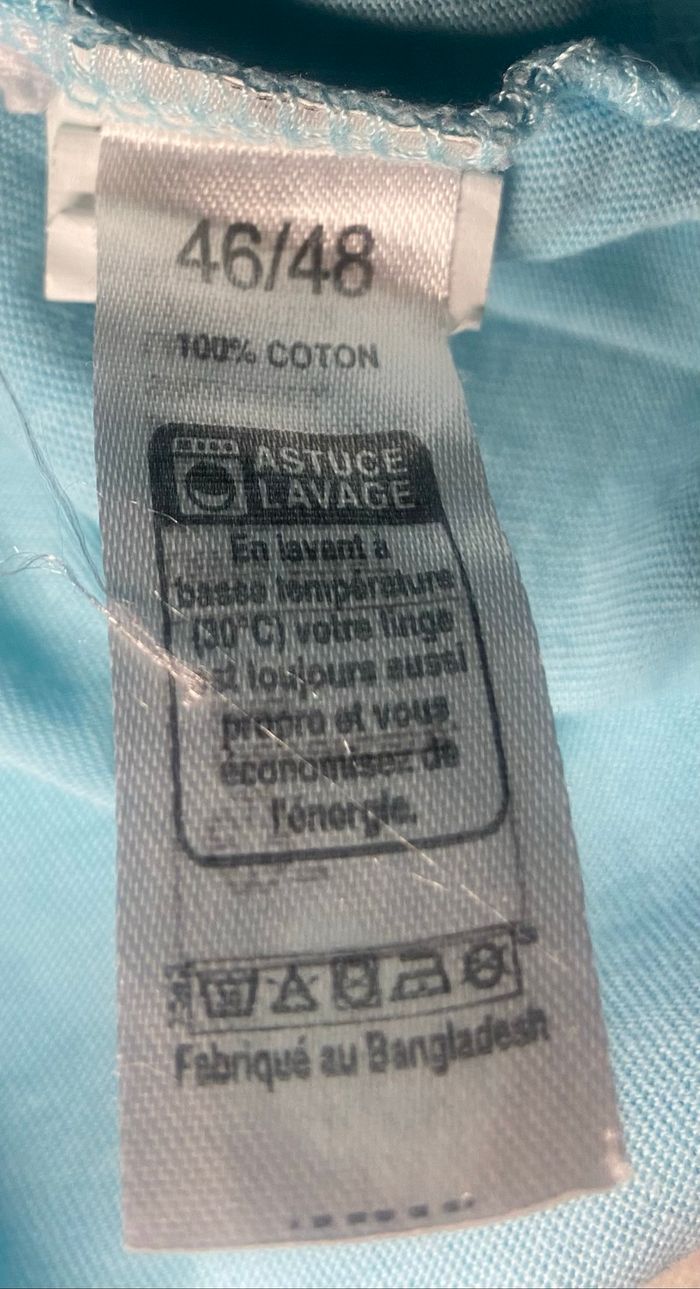 46/48
100% COTON
ASTUCE
LAVAGE
En lavant à
basse température
(30°C) votre linge
est toujours aussi
propre et vous
économisez de
l'énergie.
30
Fabriqué au Bangladesh